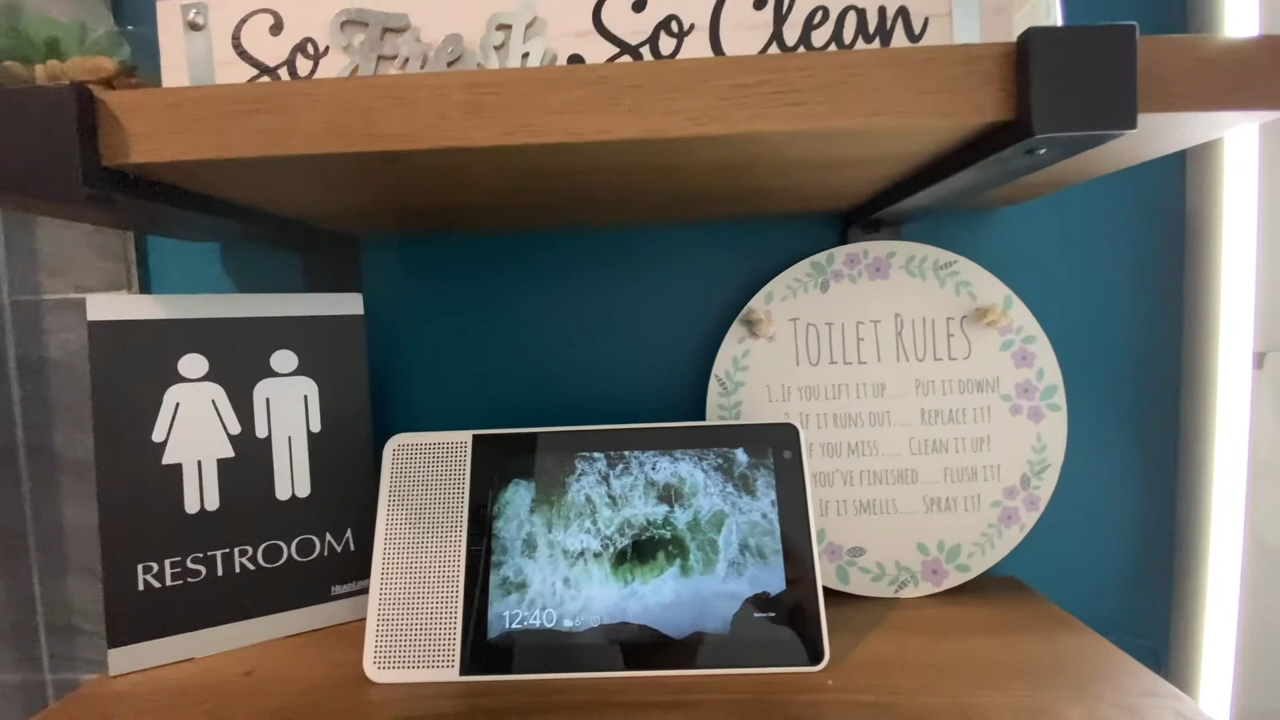 So Fresh So Clean
TOILET RULES
1. IF YOU LIFT IT UP..... PUT IT DOWN!
IF IT RUNS OUT..... REPLACE IT!
YOU MISS..... CLEAN IT UP!
YOU'VE FINISHED..... FLUSH IT!
IF IT SMELLS..... SPRAY IT!
RESTROOM
12:40
6°